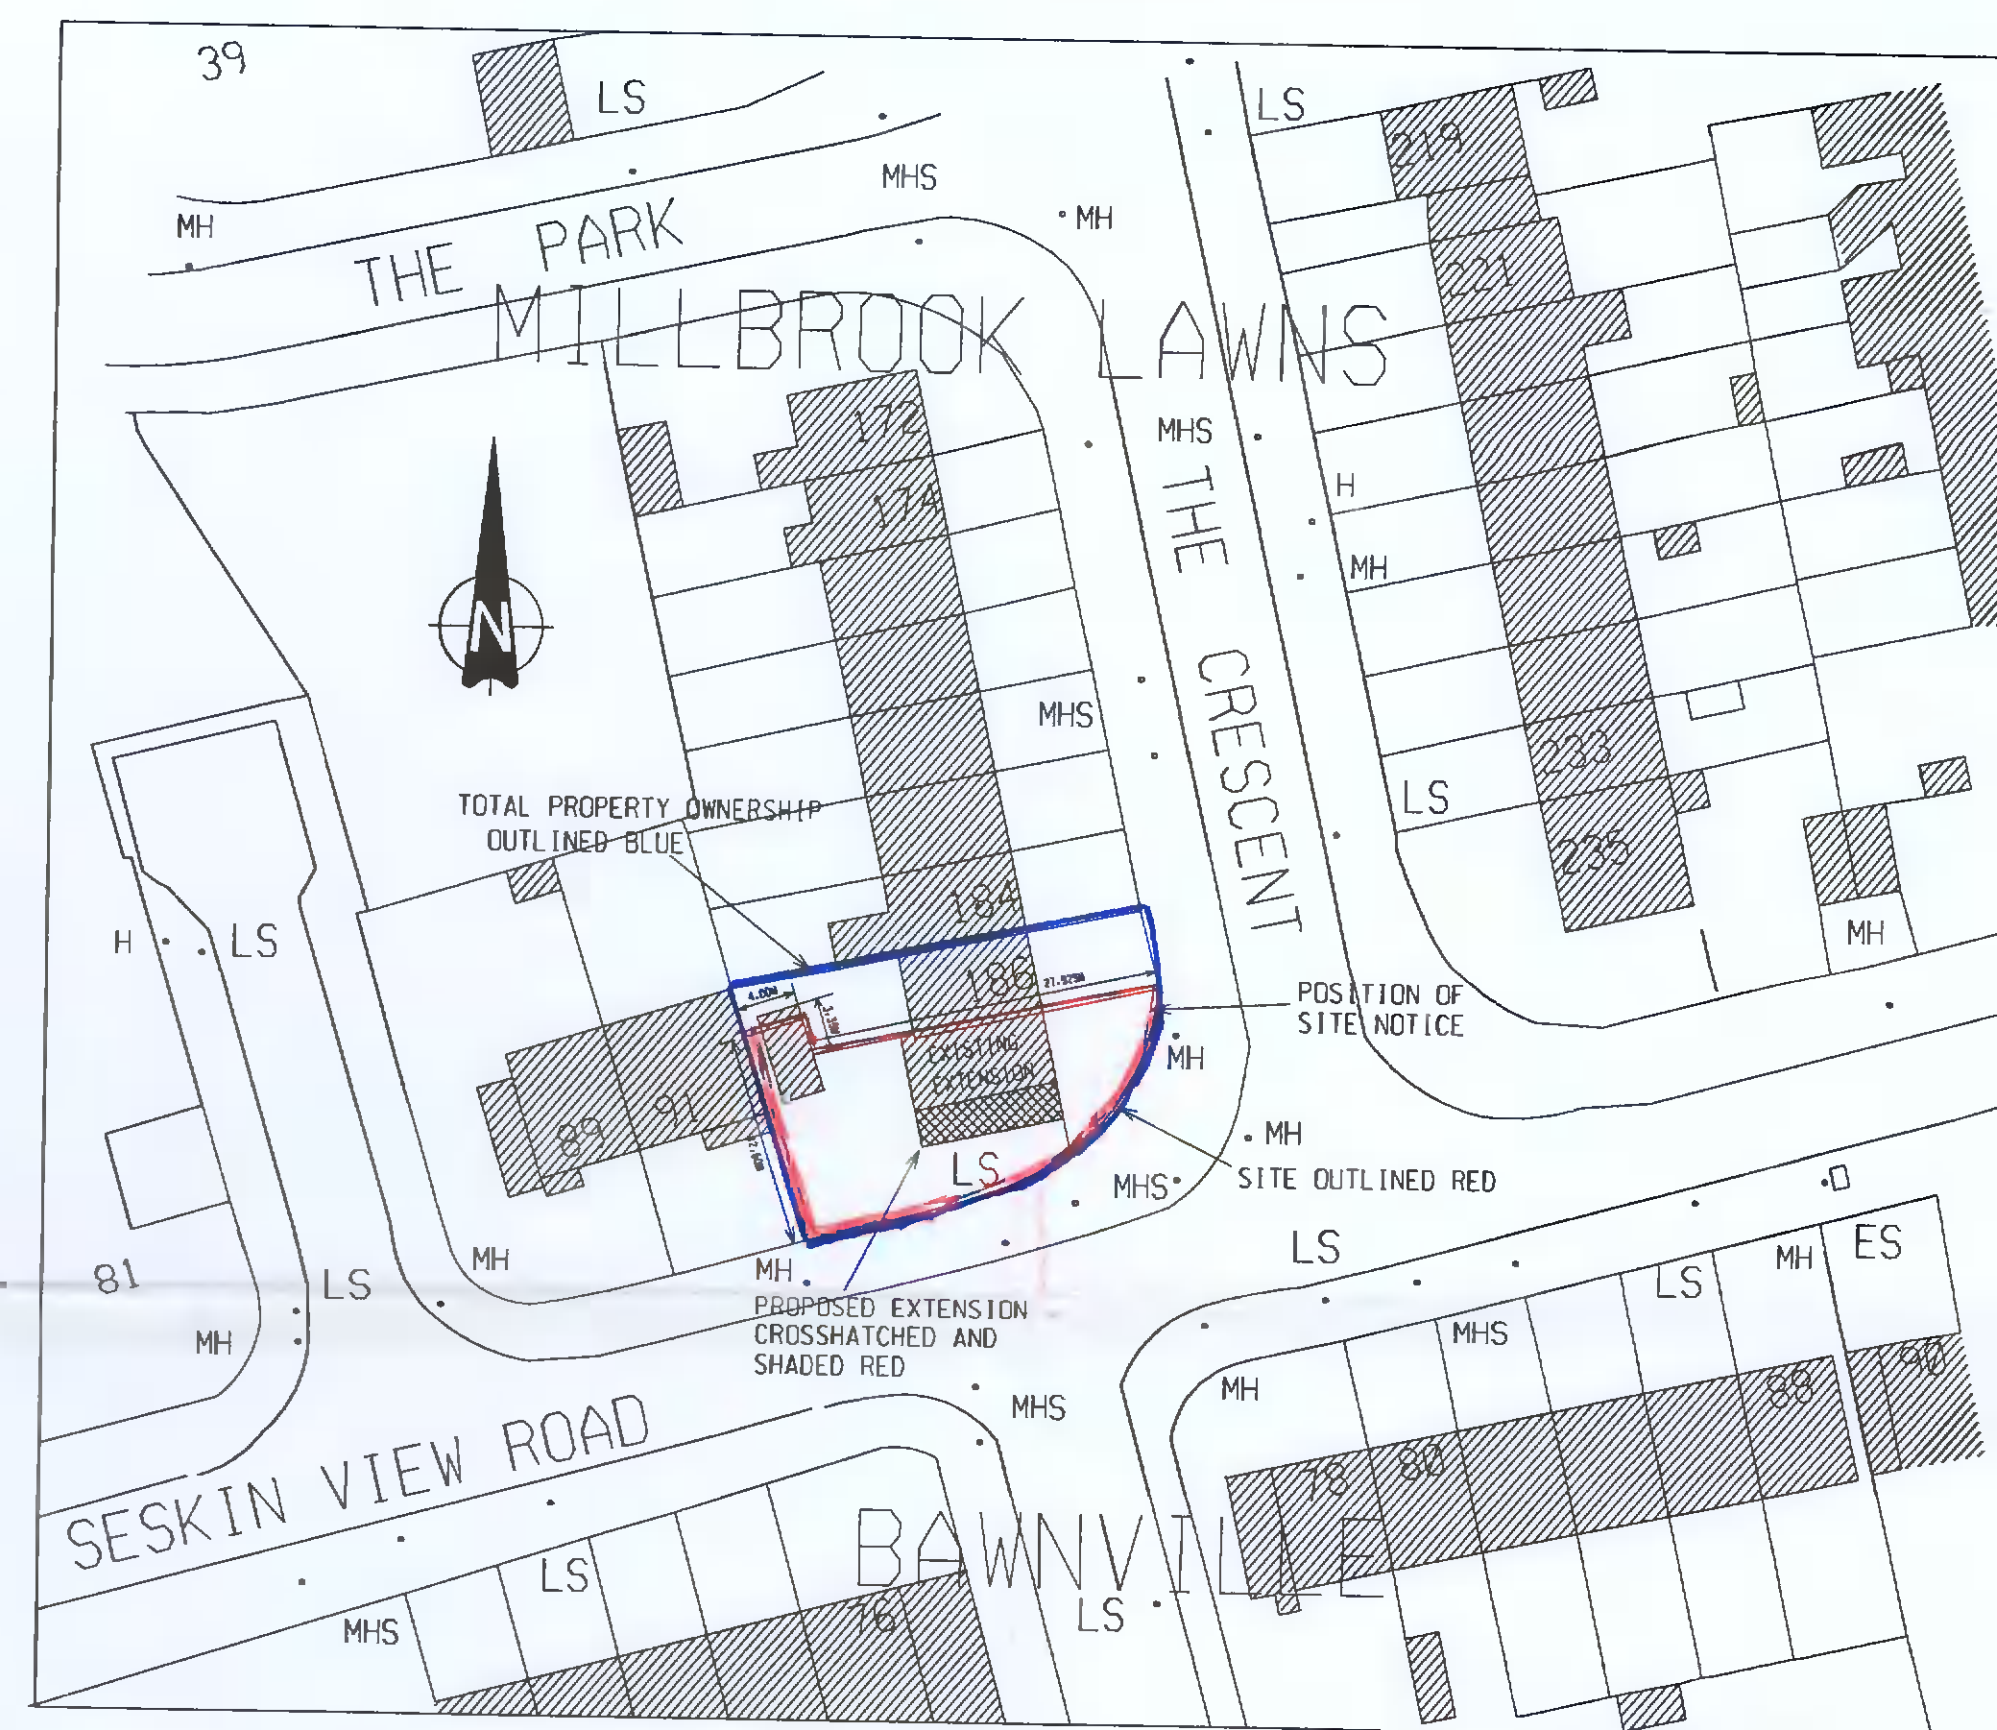 39
LS
LS
219
MHS
MH
MH
THE PARK
221
MILLBROOK LAWNS
172
MHS
174
H
THE CRESCENT
MH
N
MHS
233
TOTAL PROPERTY OWNERSHIP
OUTLINED BLUE
LS
235
184
H
LS
MH
186
27.925M
4.00M
POSITION OF
SITE NOTICE
EXISTING
EXTENSION
MH
89
91
MH
LS
MHS
SITE OUTLINED RED
LS
MH
ES
MH
MH
LS
81
LS
PROPOSED EXTENSION
CROSSHATCHED AND
SHADED RED
MH
MHS
90
MH
88
MHS
SESKIN VIEW ROAD
78
80
BAWNVILLE
LS
76
LS
MHS